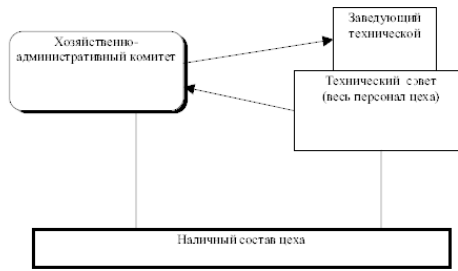 Хозяйственно-
административный комитет
Заведующий
технической
Технический совет
(весь персонал цеха)
Наличный состав цеха